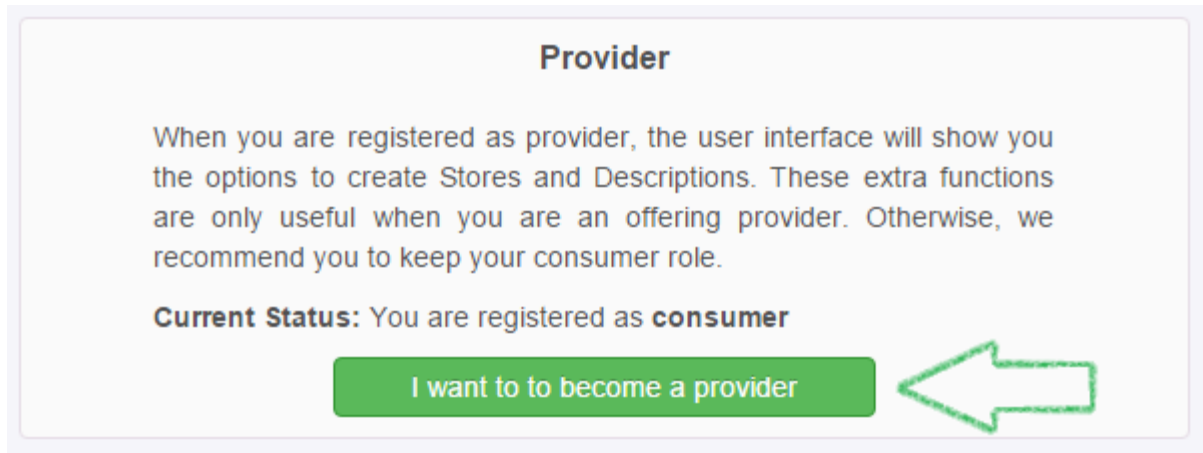 Provider
When you are registered as provider, the user interface will show you
the options to create Stores and Descriptions. These extra functions
are only useful when you are an offering provider. Otherwise, we
recommend you to keep your consumer role.
Current Status: You are registered as consumer
I want to to become a provider